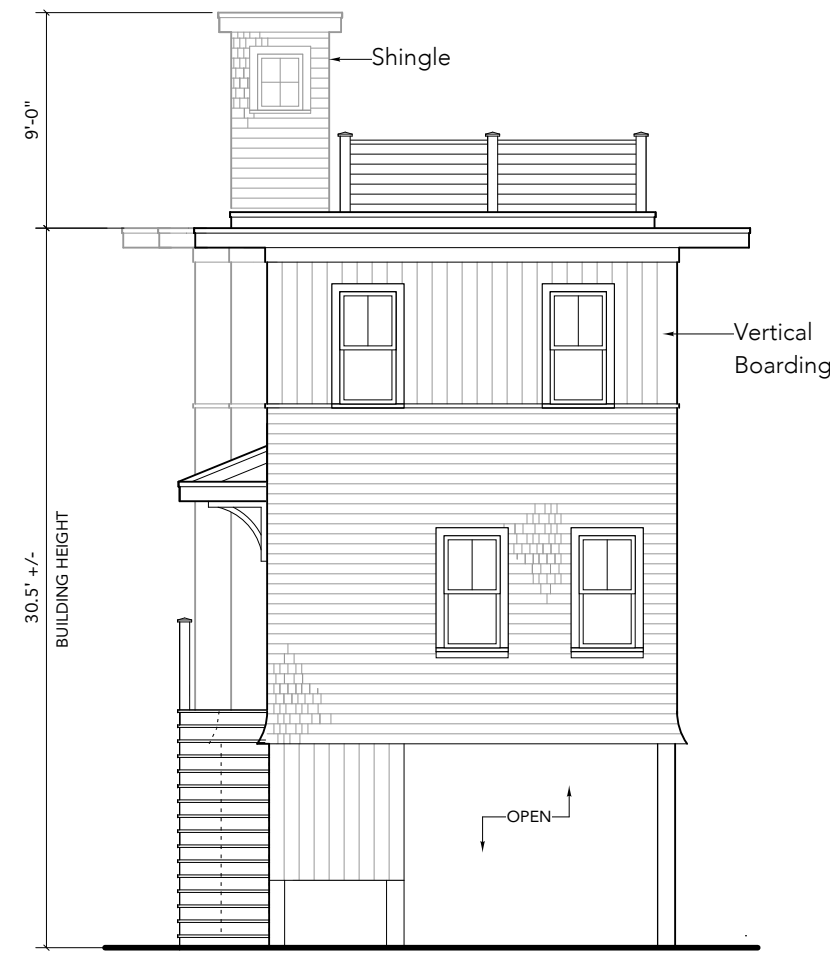 Shingle
9'-0"
Vertical
Boarding
30.5' +/-
BUILDING HEIGHT
OPEN